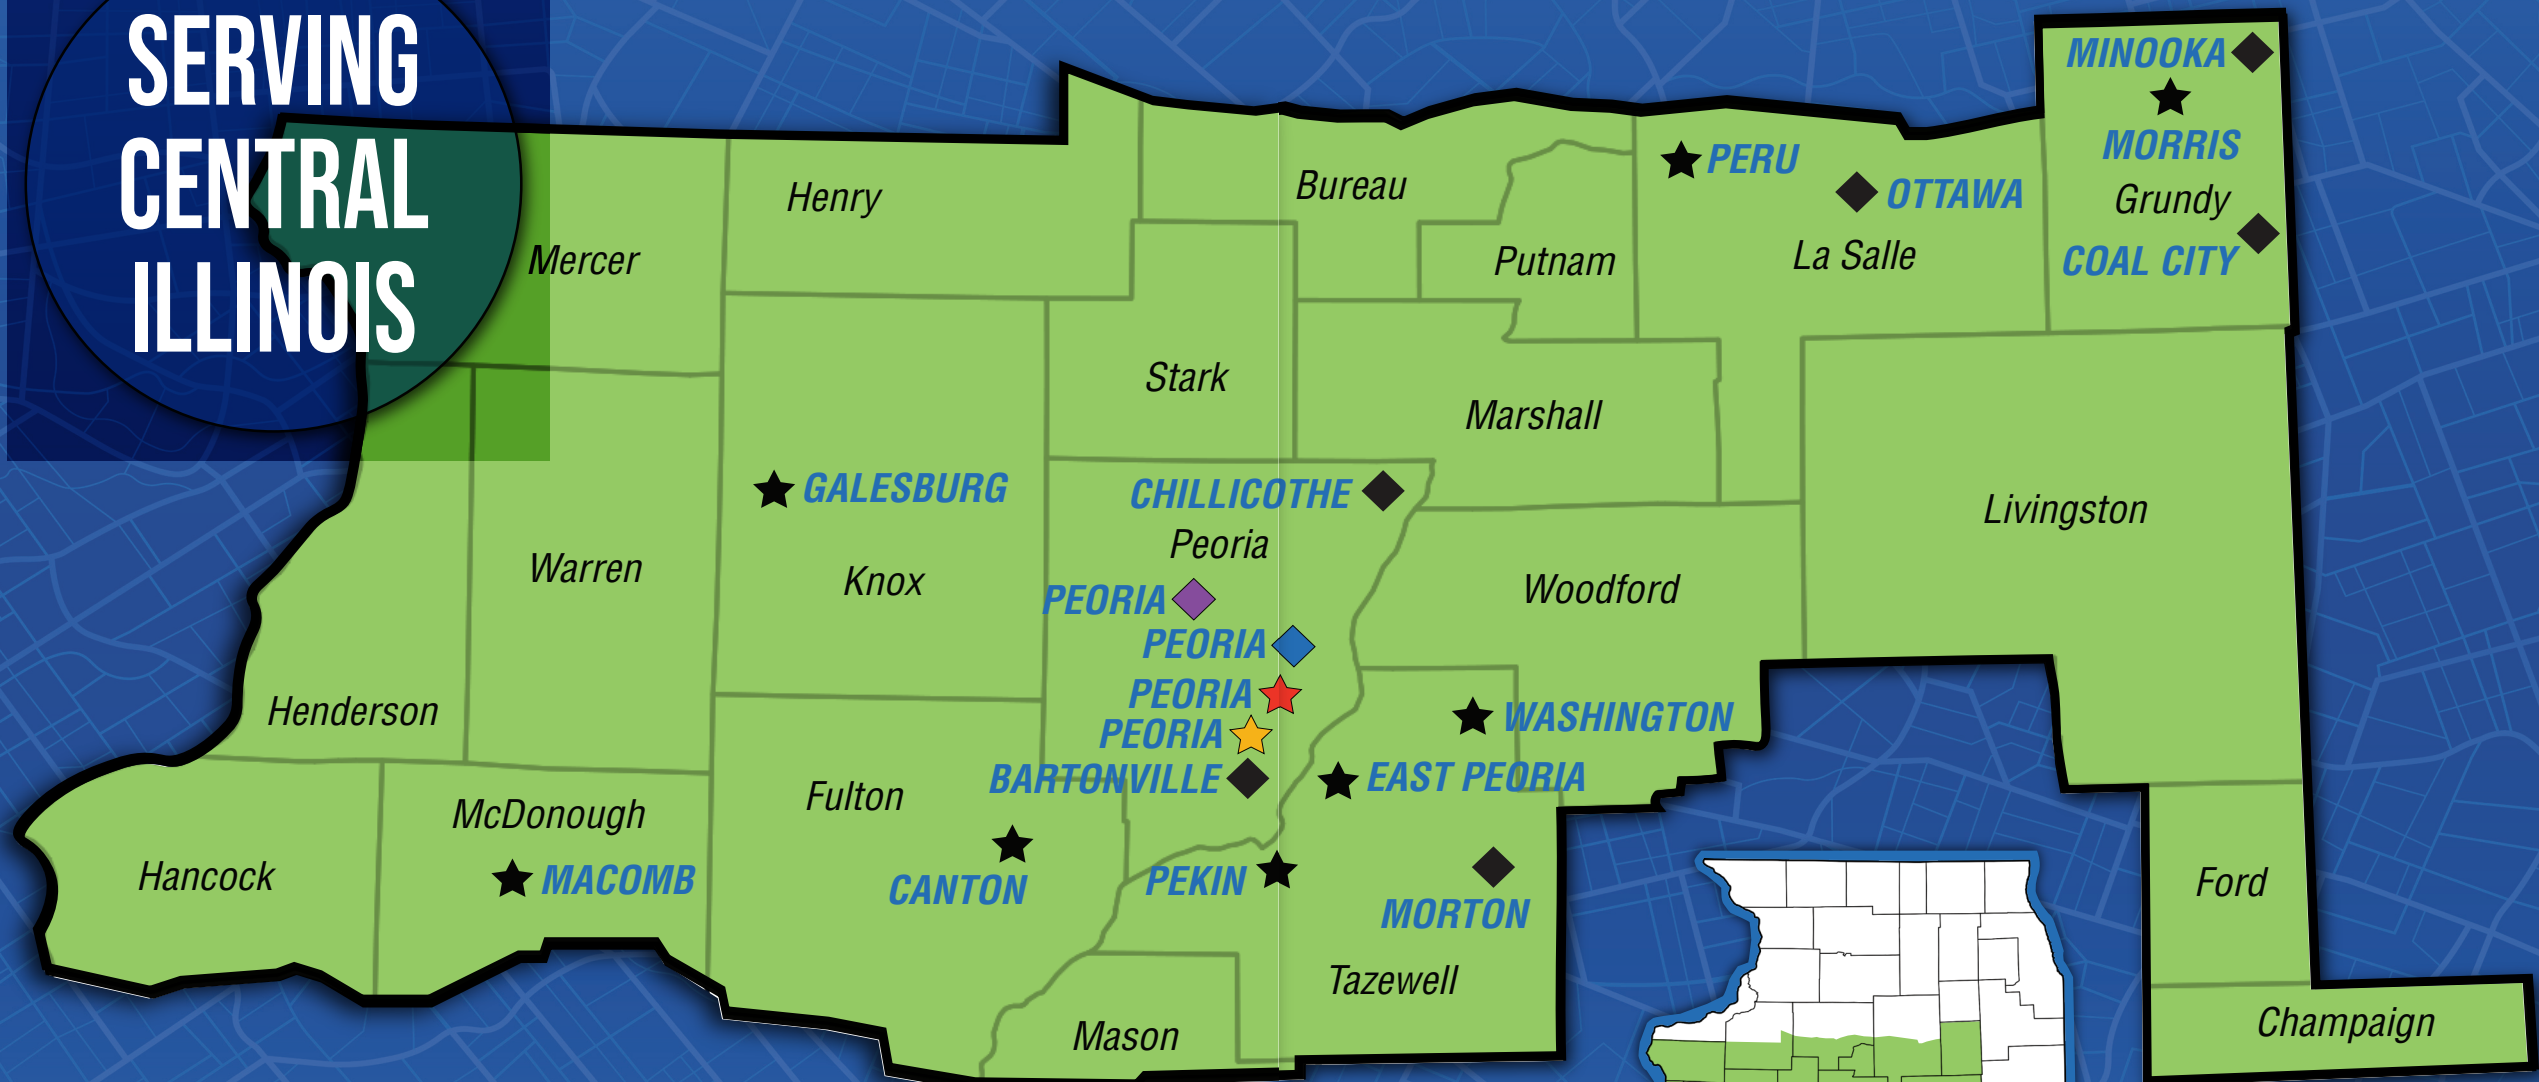 SERVING
CENTRAL
ILLINOIS
MINOOKA
MORRIS
Grundy
COAL CITY
PERU
OTTAWA
La Salle
Bureau
Putnam
Henry
Mercer
Stark
Marshall
GALESBURG
Knox
CHILLICOTHE
Peoria
Livingston
Warren
Woodford
PEORIA
PEORIA
PEORIA
PEORIA
BARTONVILLE
WASHINGTON
EAST PEORIA
Henderson
McDonough
Fulton
Hancock
MACOMB
CANTON
PEKIN
MORTON
Ford
Tazewell
Mason
Champaign